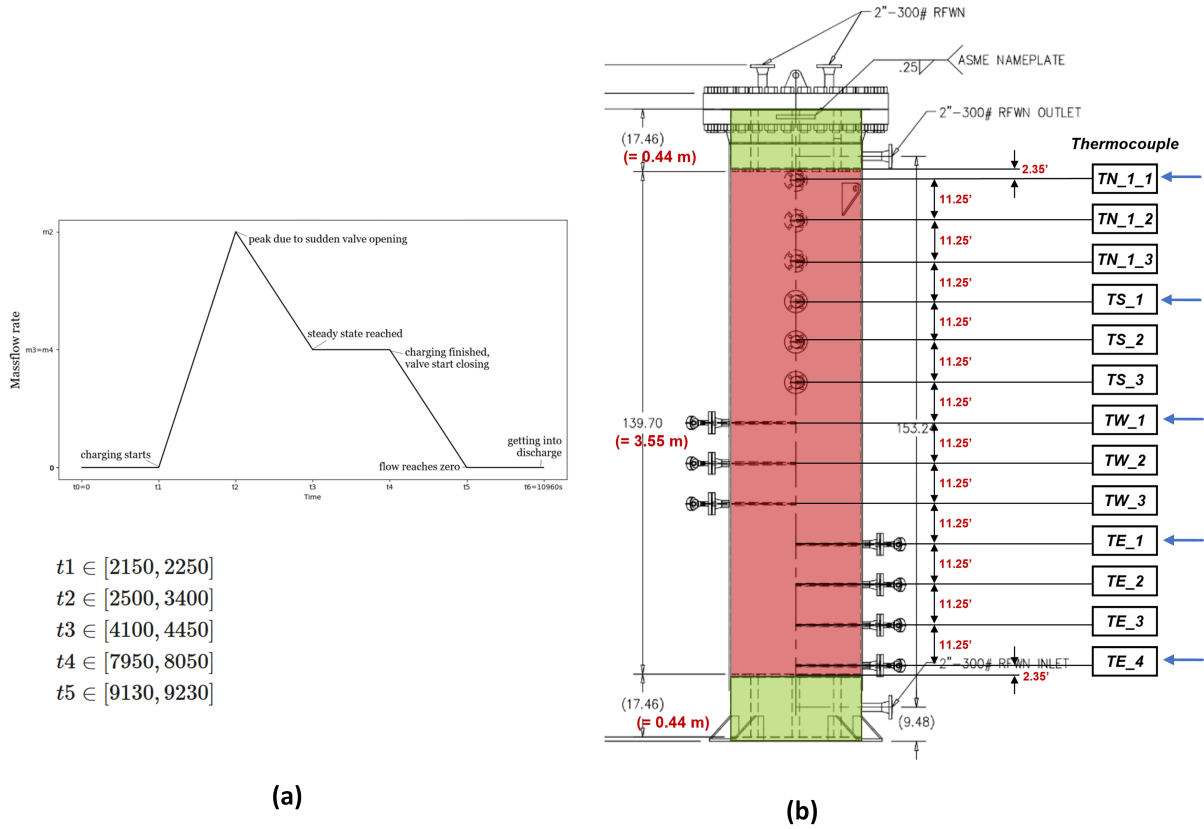 m2
m3=m4
0
Massflow rate
charging starts
peak due to sudden valve opening
steady state reached
charging finished,
valve start closing
flow reaches zero
getting into
discharge
t0=0
t1
t2
t3
t4
t5
t6=10960s
Time
t1 ∈ [2150, 2250]
t2 ∈ [2500, 3400]
t3 ∈ [4100, 4450]
t4 ∈ [7950, 8050]
t5 ∈ [9130, 9230]
(a)
2"-300# RFWN
.25
ASME NAMEPLATE
2"-300# RFWN OUTLET
(17.46)
(= 0.44 m)
139.70
(= 3.55 m)
153.2
(17.46)
(= 0.44 m)
2"-300# RFWN INLET
(9.48)
2.35'
11.25'
11.25'
11.25'
11.25'
11.25'
11.25'
11.25'
11.25'
11.25'
11.25'
11.25'
11.25'
2.35'
Thermocouple
TN_1_1
TN_1_2
TN_1_3
TS_1
TS_2
TS_3
TW_1
TW_2
TW_3
TE_1
TE_2
TE_3
TE_4
(b)